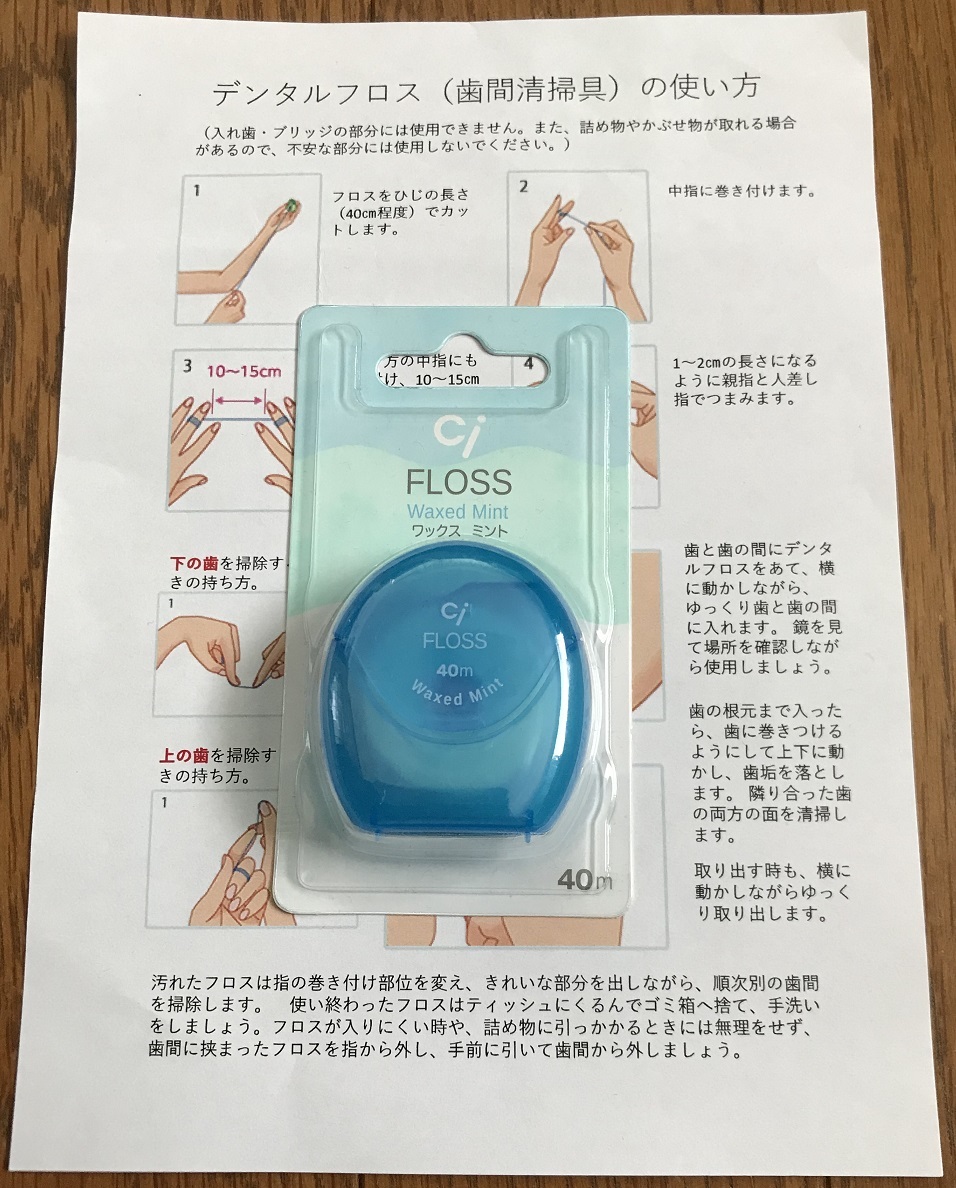 デンタルフロス（歯間清掃具）の使い方
（入れ歯・ブリッジの部分には使用できません。また、詰め物やかぶせ物が取れる場合
があるので、不安な部分には使用しないでください。）
1
フロスをひじの長さ
（40cm程度）でカッ
トします。
2
中指に巻き付けます。
3
10〜15cm
方の中指にも
け、10〜15cm
4
1〜2cmの長さになる
ように親指と人差し
指でつまみます。
Ci
FLOSS
Waxed Mint
ワックス ミント
Ci
FLOSS
40m
Waxed Mint
40m
下の歯を掃除す
きの持ち方。
1
上の歯を掃除す
きの持ち方。
1
歯と歯の間にデンタ
ルフロスをあて、横
に動かしながら、
ゆっくり歯と歯の間
に入れます。 鏡を見
て場所を確認しなが
ら使用しましょう。
歯の根元まで入った
ら、歯に巻きつける
ようにして上下に動
かし、歯垢を落とし
ます。 隣り合った歯
の両方の面を清掃し
ます。
取り出す時も、横に
動かしながらゆっく
り取り出します。
汚れたフロスは指の巻き付け部位を変え、きれいな部分を出しながら、順次別の歯間
を掃除します。 使い終わったフロスはティッシュにくるんでゴミ箱へ捨て、手洗い
をしましょう。フロスが入りにくい時や、詰め物に引っかかるときには無理をせず、
歯間に挟まったフロスを指から外し、手前に引いて歯間から外しましょう。